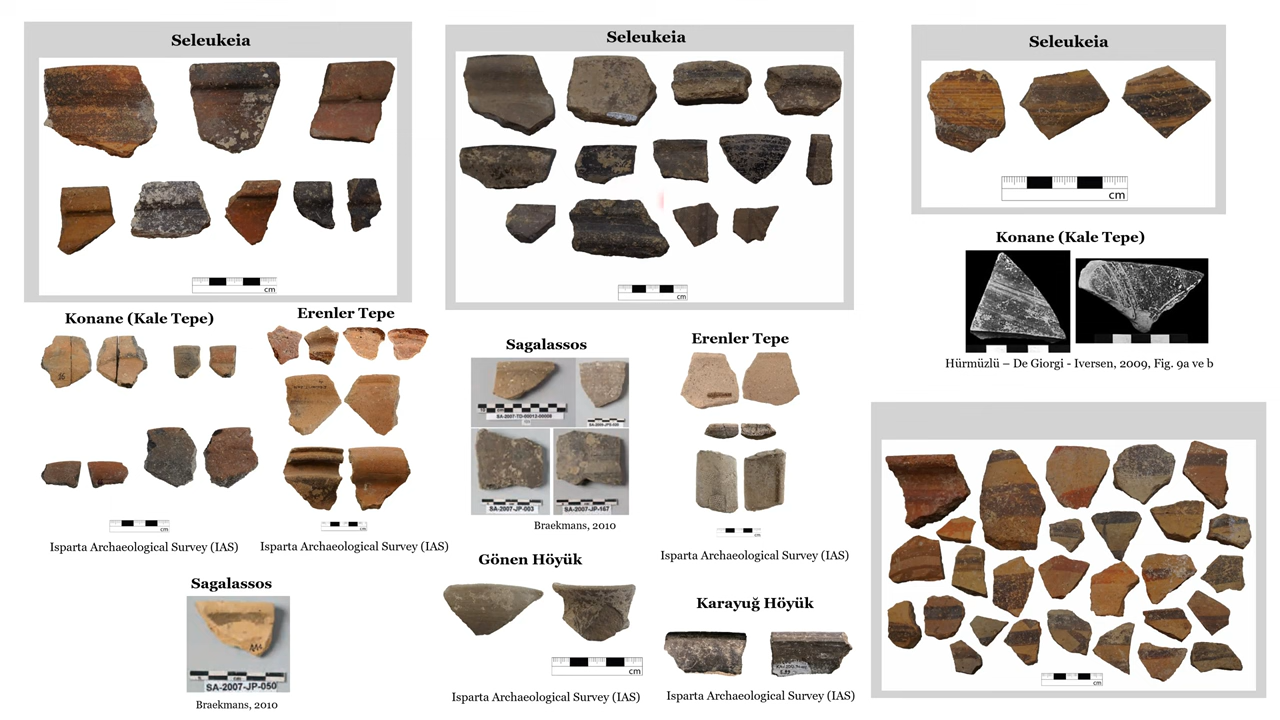 Seleukeia
cm
Konane (Kale Tepe)
Erenler Tepe
cm
cm
Isparta Archaeological Survey (IAS)
Isparta Archaeological Survey (IAS)
Sagalassos
SA-2007-JP-050
Braekmans, 2010
Seleukeia
cm
Sagalassos
SA-2007-JP-003
SA-2007-JP-167
Braekmans, 2010
Erenler Tepe
cm
Isparta Archaeological Survey (IAS)
Gönen Höyük
cm
Isparta Archaeological Survey (IAS)
Karayuğ Höyük
Isparta Archaeological Survey (IAS)
Seleukeia
cm
Konane (Kale Tepe)
Hürmüzlü – De Giorgi - Iversen, 2009, Fig. 9a ve b
cm